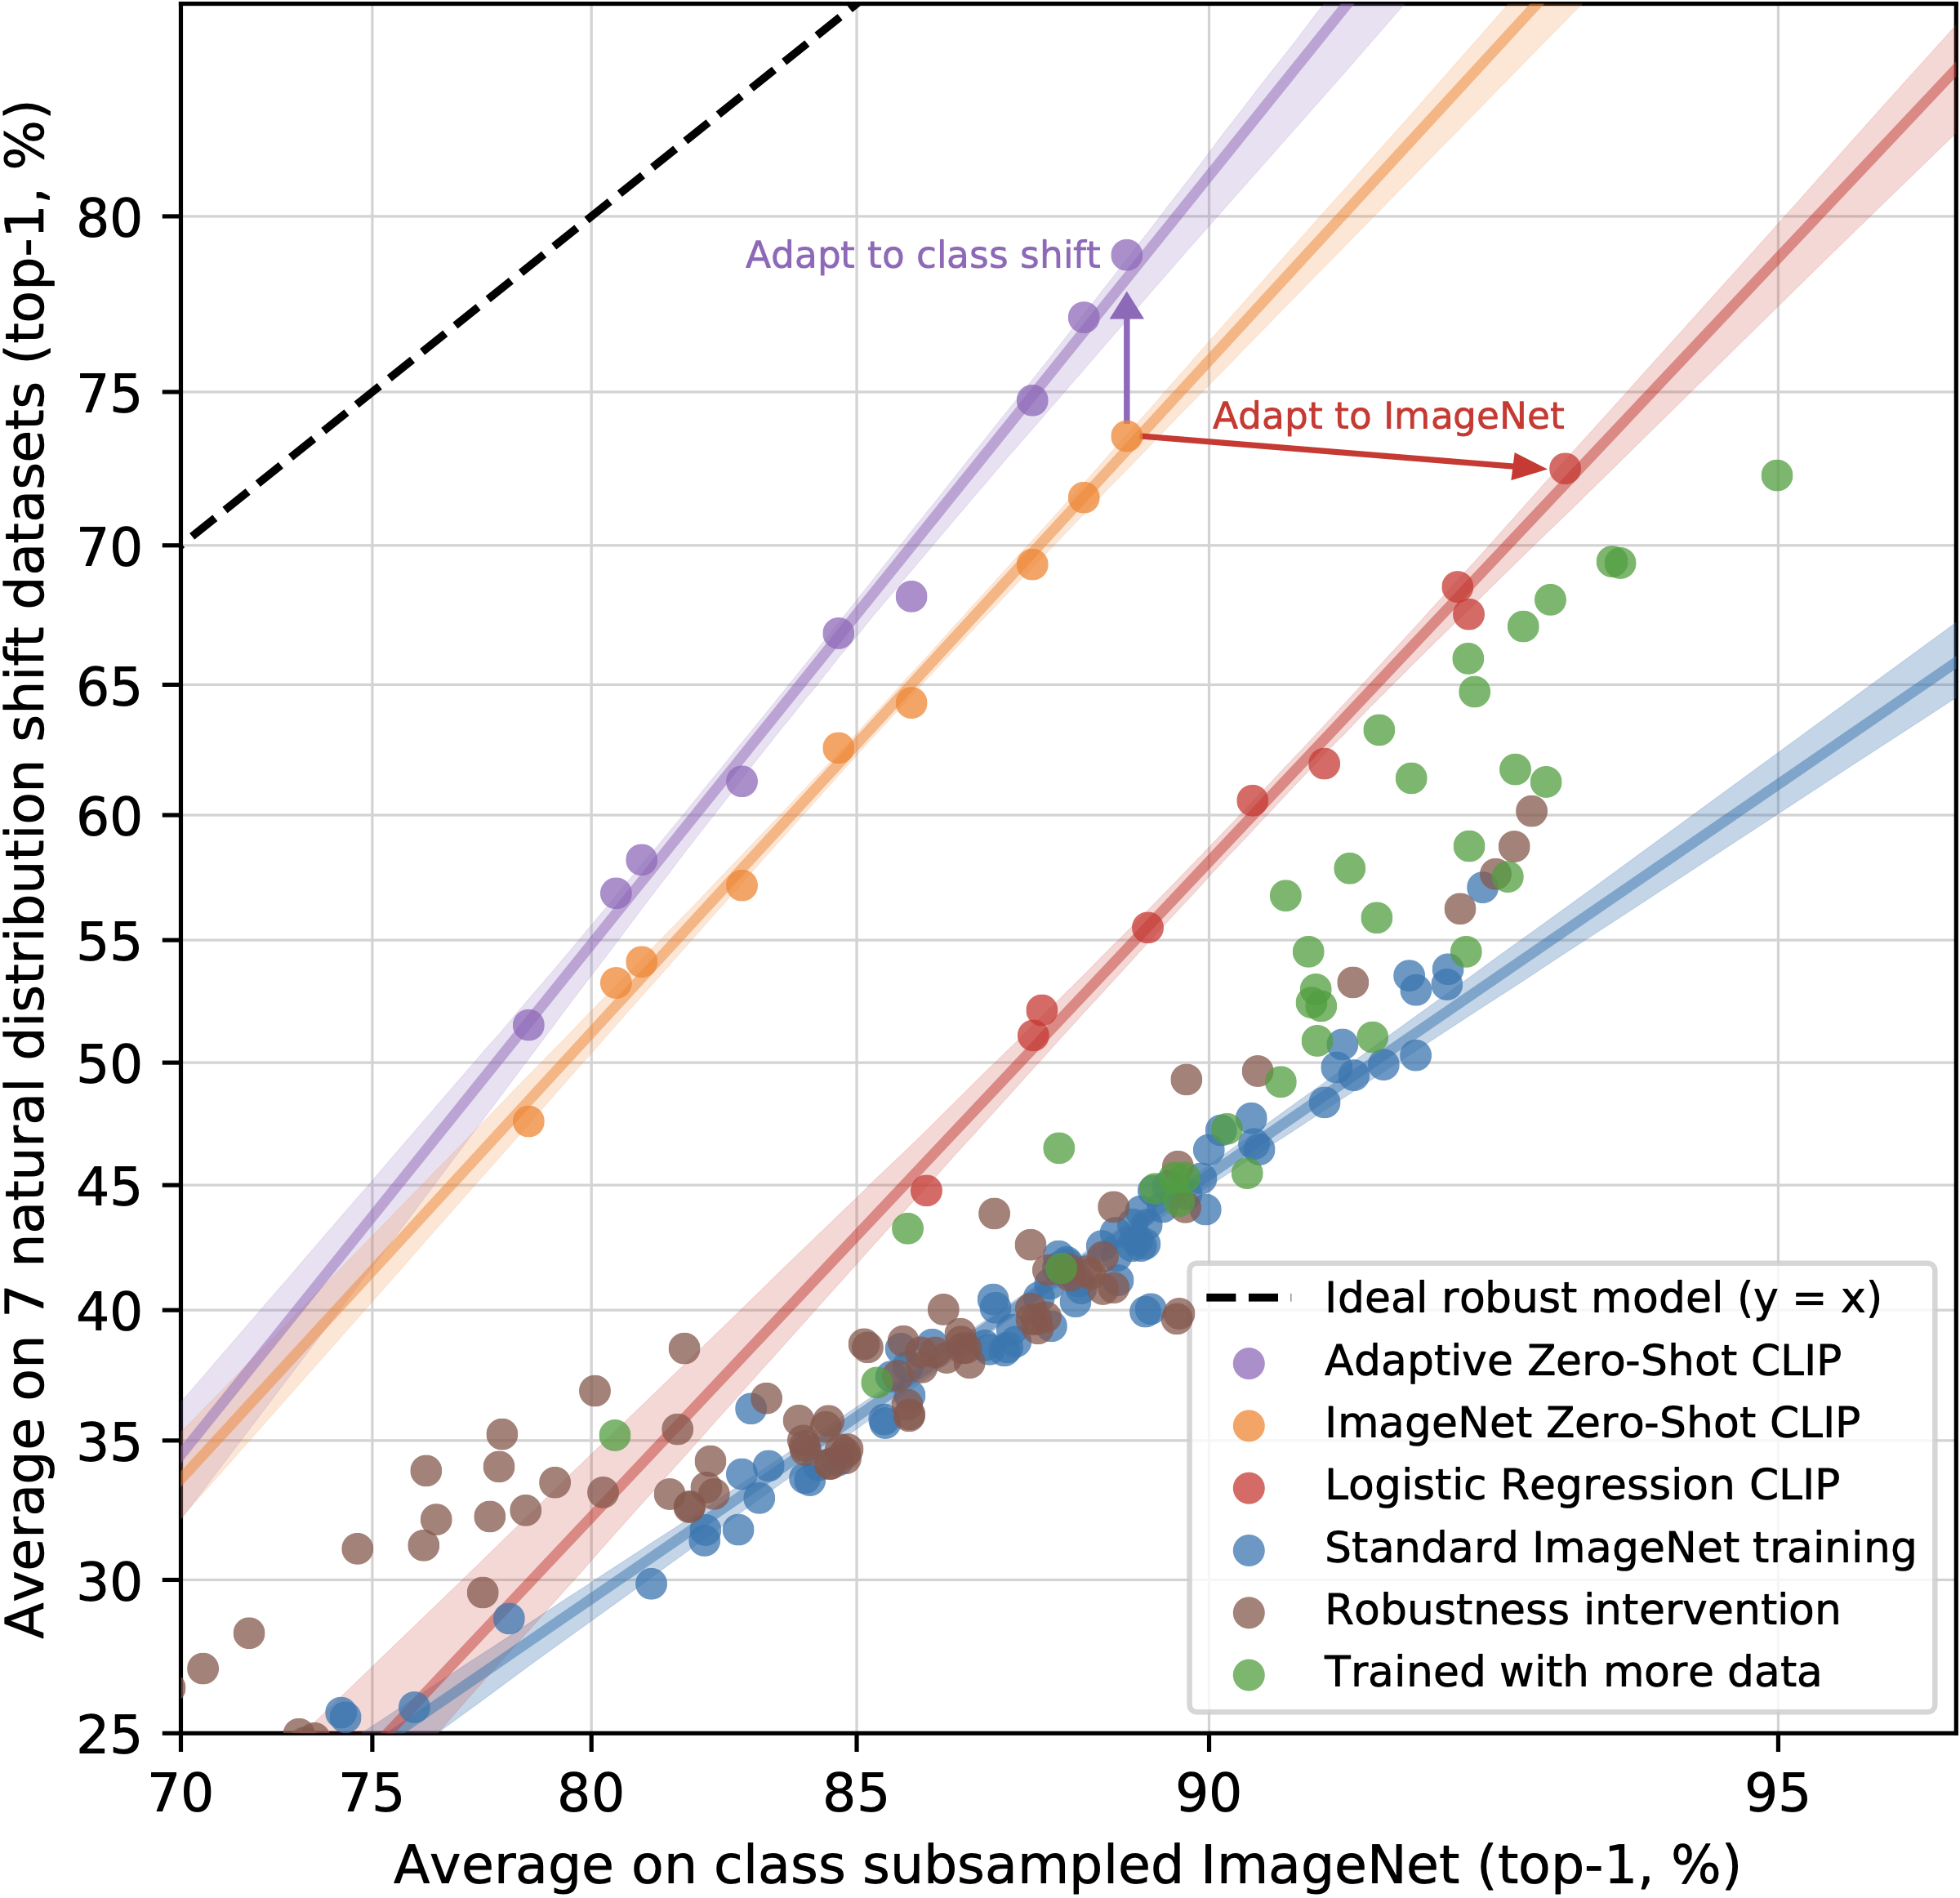 Average on 7 natural distribution shift datasets (top-1, %)
80
75
70
65
60
55
50
45
40
35
30
25
Adapt to class shift
Adapt to ImageNet
Ideal robust model (y = x)
Adaptive Zero-Shot CLIP
ImageNet Zero-Shot CLIP
Logistic Regression CLIP
Standard ImageNet training
Robustness intervention
Trained with more data
70 75 80 85 90 95
Average on class subsampled ImageNet (top-1, %)